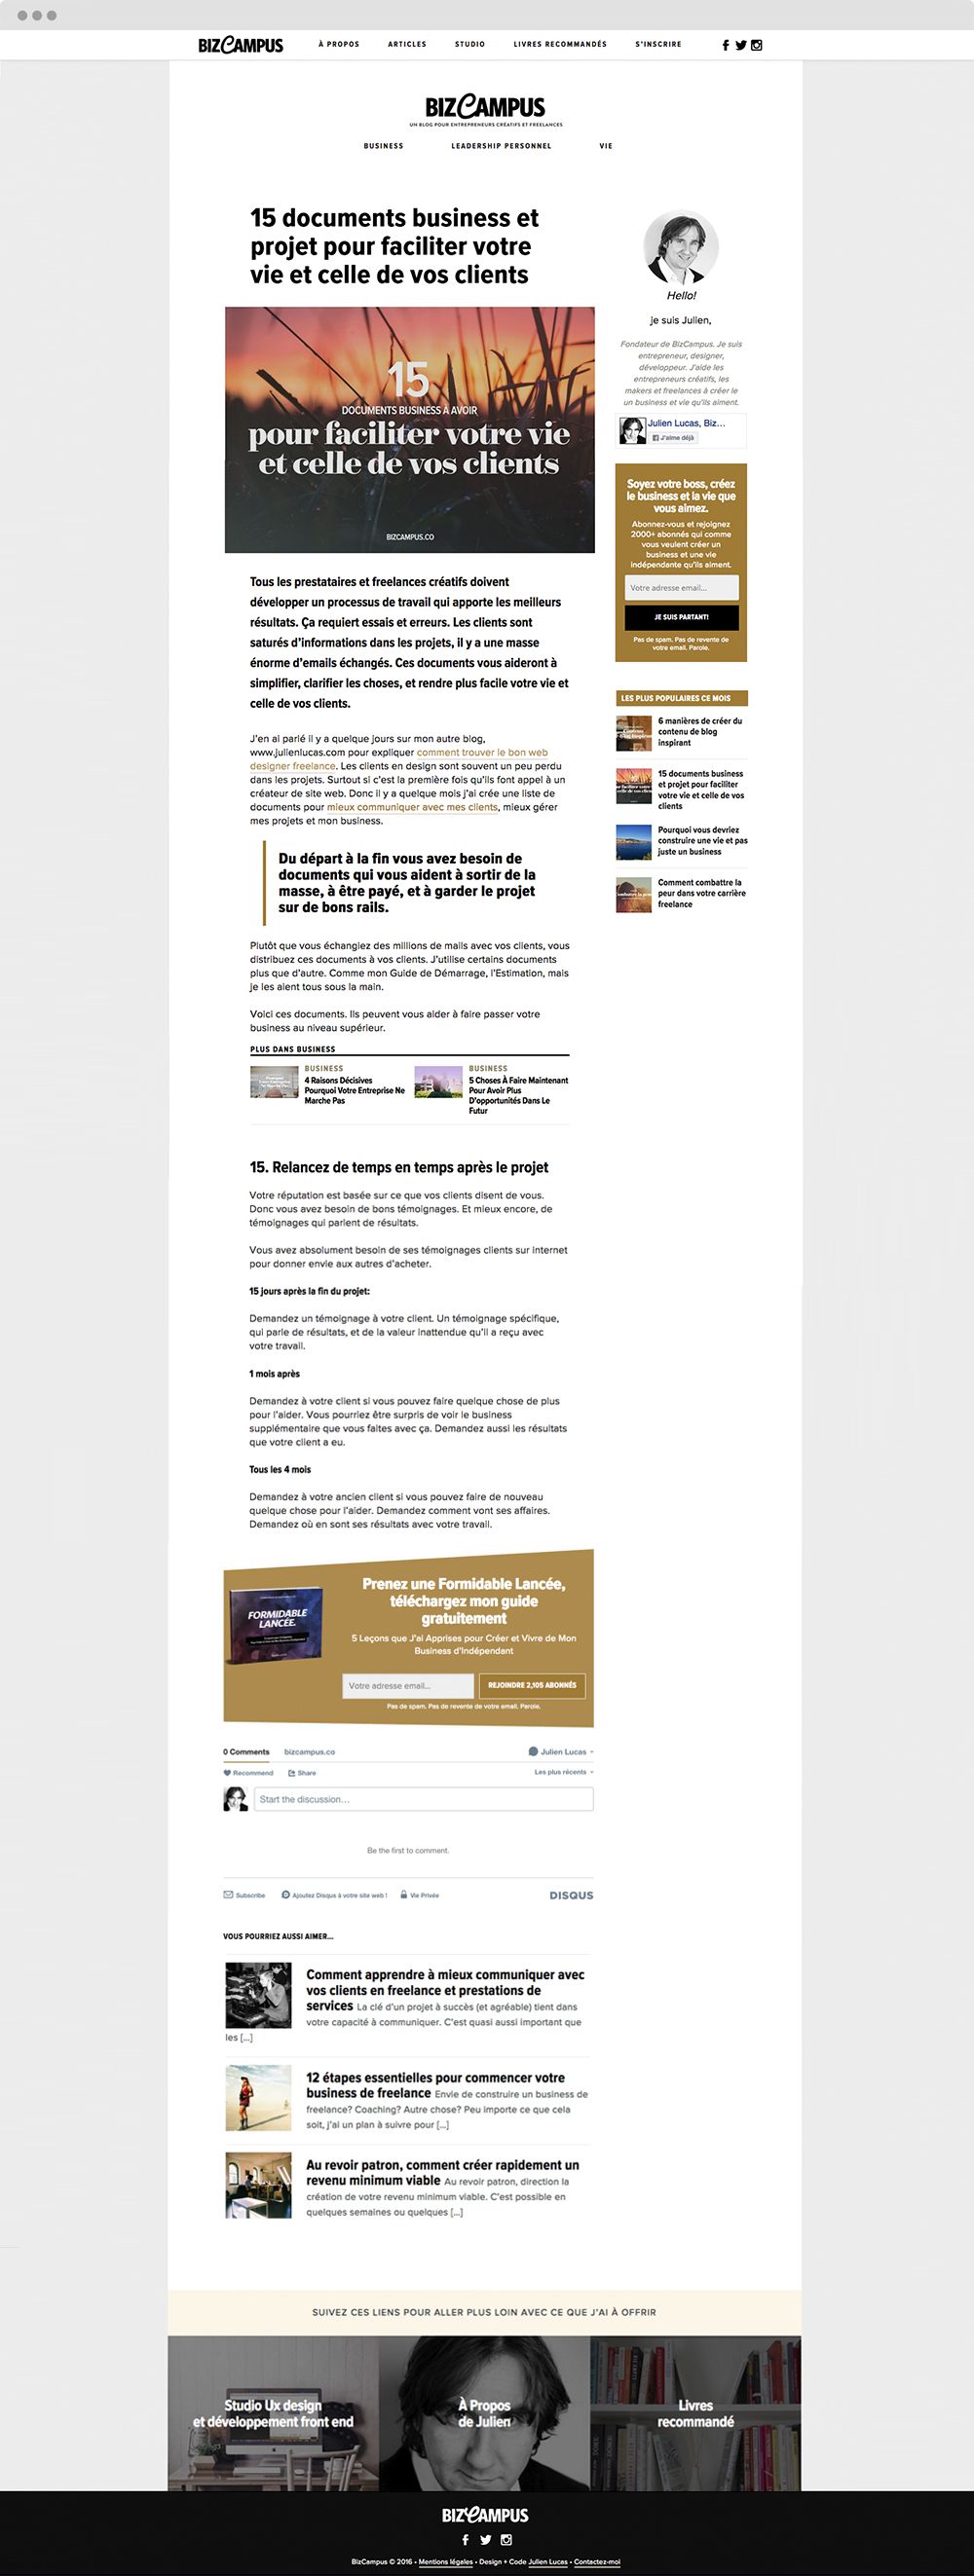 BIZCAMPUS
À PROPOS
ARTICLES
STUDIO
LIVRES RECOMMANDÉS
S'INSCRIRE
BIZCAMPUS
UN BLOG POUR ENTREPRENEURS CRÉATIFS ET FREELANCES
BUSINESS
LEADERSHIP PERSONNEL
VIE
15 documents business et
projet pour faciliter votre
vie et celle de vos clients
15
DOCUMENTS BUSINESS À AVOIR
pour faciliter votre vie
et celle de vos clients
BIZCAMPUS.CO
Tous les prestataires et freelances créatifs doivent
développer un processus de travail qui apporte les meilleurs
résultats. Ça requiert essais et erreurs. Les clients sont
saturés d'informations dans les projets, il y a une masse
énorme d'emails échangés. Ces documents vous aideront à
simplifier, clarifier les choses, et rendre plus facile votre vie et
celle de vos clients.
J'en ai parlé il y a quelque jours sur mon autre blog,
www.julienlucas.com pour expliquer comment trouver le bon web
designer freelance. Les clients en design sont souvent un peu perdu
dans les projets. Surtout si c'est la première fois qu'ils font appel à un
créateur de site web. Donc il y a quelque mois j'ai crée une liste de
documents pour mieux communiquer avec mes clients, mieux gérer
mes projets et mon business.
Du départ à la fin vous avez besoin de
documents qui vous aident à sortir de la
masse, à être payé, et à garder le projet
sur de bons rails.
Plutôt que vous échangiez des millions de mails avec vos clients, vous
distribuez ces documents à vos clients. J'utilise certains documents
plus que d'autre. Comme mon Guide de Démarrage, l'Estimation, mais
je les aient tous sous la main.
Voici ces documents. Ils peuvent vous aider à faire passer votre
business au niveau supérieur.
PLUS DANS BUSINESS
BUSINESS
4 Raisons Décisives
Pourquoi Votre Entreprise Ne
Marche Pas
BUSINESS
5 Choses À Faire Maintenant
Pour Avoir Plus
D'opportunités Dans Le
Futur
15. Relancez de temps en temps après le projet
Votre réputation est basée sur ce que vos clients disent de vous.
Donc vous avez besoin de bons témoignages. Et mieux encore, de
témoignages qui parlent de résultats.
Vous avez absolument besoin de ses témoignages clients sur internet
pour donner envie aux autres d'acheter.
15 jours après la fin du projet:
Demandez un témoignage à votre client. Un témoignage spécifique,
qui parle de résultats, et de la valeur inattendue qu'il a reçu avec
votre travail.
1 mois après
Demandez à votre client si vous pouvez faire quelque chose de plus
pour l'aider. Vous pourriez être surpris de voir le business
supplémentaire que vous faites avec ça. Demandez aussi les résultats
que votre client a eu.
Tous les 4 mois
Demandez à votre ancien client si vous pouvez faire de nouveau
quelque chose pour l'aider. Demandez comment vont ses affaires.
Demandez où en sont ses résultats avec votre travail.
Hello!
je suis Julien,
Fondateur de BizCampus. Je suis
entrepreneur, designer,
développeur. J'aide les
entrepreneurs créatifs, les
makers et freelances à créer le
un business et vie qu'ils aiment.
Julien Lucas, Biz...
J'aime déjà
Soyez votre boss, créez
le business et la vie que
vous aimez.
Abonnez-vous et rejoignez
2000+ abonnés qui comme
vous veulent créer un
business et une vie
indépendante qu'ils aiment.
Votre adresse email...
JE SUIS PARTANT!
Pas de spam. Pas de revente de
votre email. Parole.
LES PLUS POPULAIRES CE MOIS
6 manières de créer du
contenu de blog
inspirant
15 documents business
et projet pour faciliter
votre vie et celle de vos
clients
Pourquoi vous devriez
construire une vie et pas
juste un business
Comment combattre la
peur dans votre carrière
freelance
FORMIDABLE
LANCÉE.
Prenez une Formidable Lancée,
téléchargez mon guide
gratuitement
5 Leçons que J'ai Apprises pour Créer et Vivre de Mon
Business d'Indépendant
Votre adresse email...
REJOINDRE 2,105 ABONNÉS
Pas de spam. Pas de revente de votre email. Parole.
0 Comments
bizcampus.co
Julien Lucas
Recommend
Share
Les plus récents
Start the discussion...
Be the first to comment.
Subscribe
Ajoutez Disqus à votre site web !
Vie Privée
DISQUS
VOUS POURRIEZ AUSSI AIMER...
Comment apprendre à mieux communiquer avec
vos clients en freelance et prestations de
services La clé d'un projet à succès (et agréable) tient dans
votre capacité à communiquer. C'est quasi aussi important que
les [...]
12 étapes essentielles pour commencer votre
business de freelance Envie de construire un business de
freelance? Coaching? Autre chose? Peu importe ce que cela
soit, j'ai un plan à suivre pour [...]
Au revoir patron, comment créer rapidement un
revenu minimum viable Au revoir patron, direction la
création de votre revenu minimum viable. C'est possible en
quelques semaines ou quelques [...]
SUIVEZ CES LIENS POUR ALLER PLUS LOIN AVEC CE QUE J'AI À OFFRIR
Studio Ux design
et développement front end
À Propos
de Julien
Livres
recommandé
BIZCAMPUS
BizCampus © 2016 • Mentions légales • Design + Code Julien Lucas • Contactez-moi